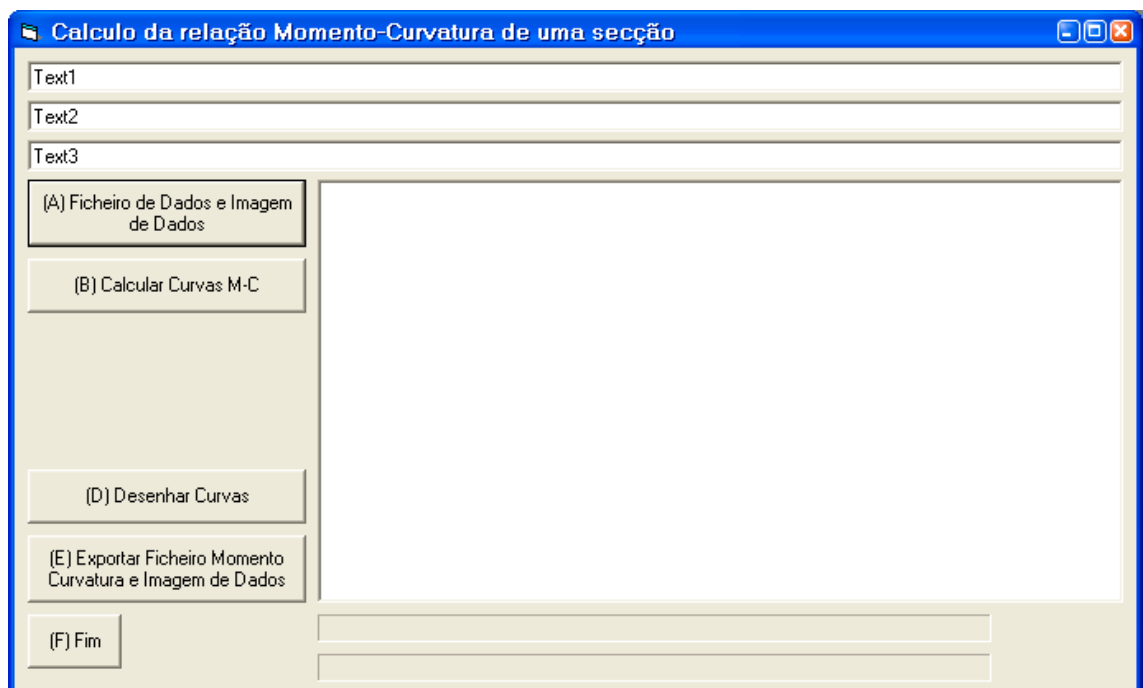 Calculo da relação Momento-Curvatura de uma secção
Text1
Text2
Text3
(A) Ficheiro de Dados e Imagem
de Dados
(B) Calcular Curvas M-C
(D) Desenhar Curvas
(E) Exportar Ficheiro Momento
Curvatura e Imagem de Dados
(F) Fim